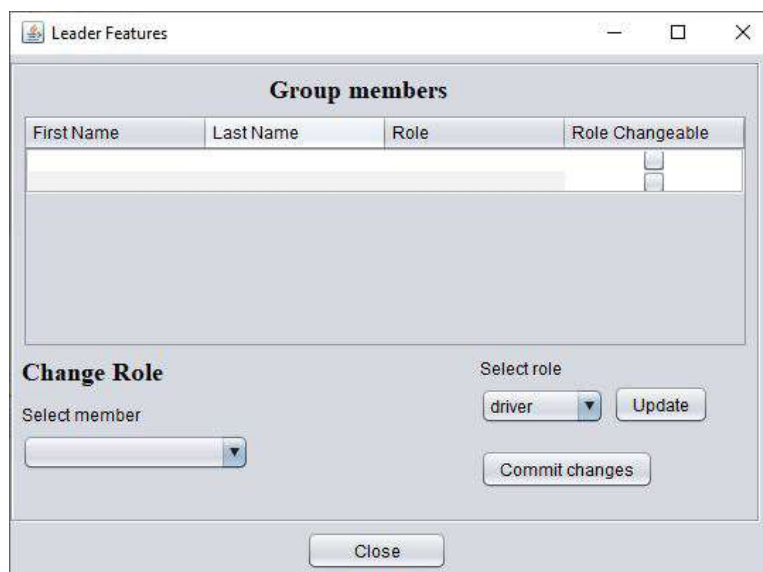 Leader Features
Group members
First Name Last Name Role Role Changeable
Change Role
Select role
driver Update
Select member
Commit changes
Close